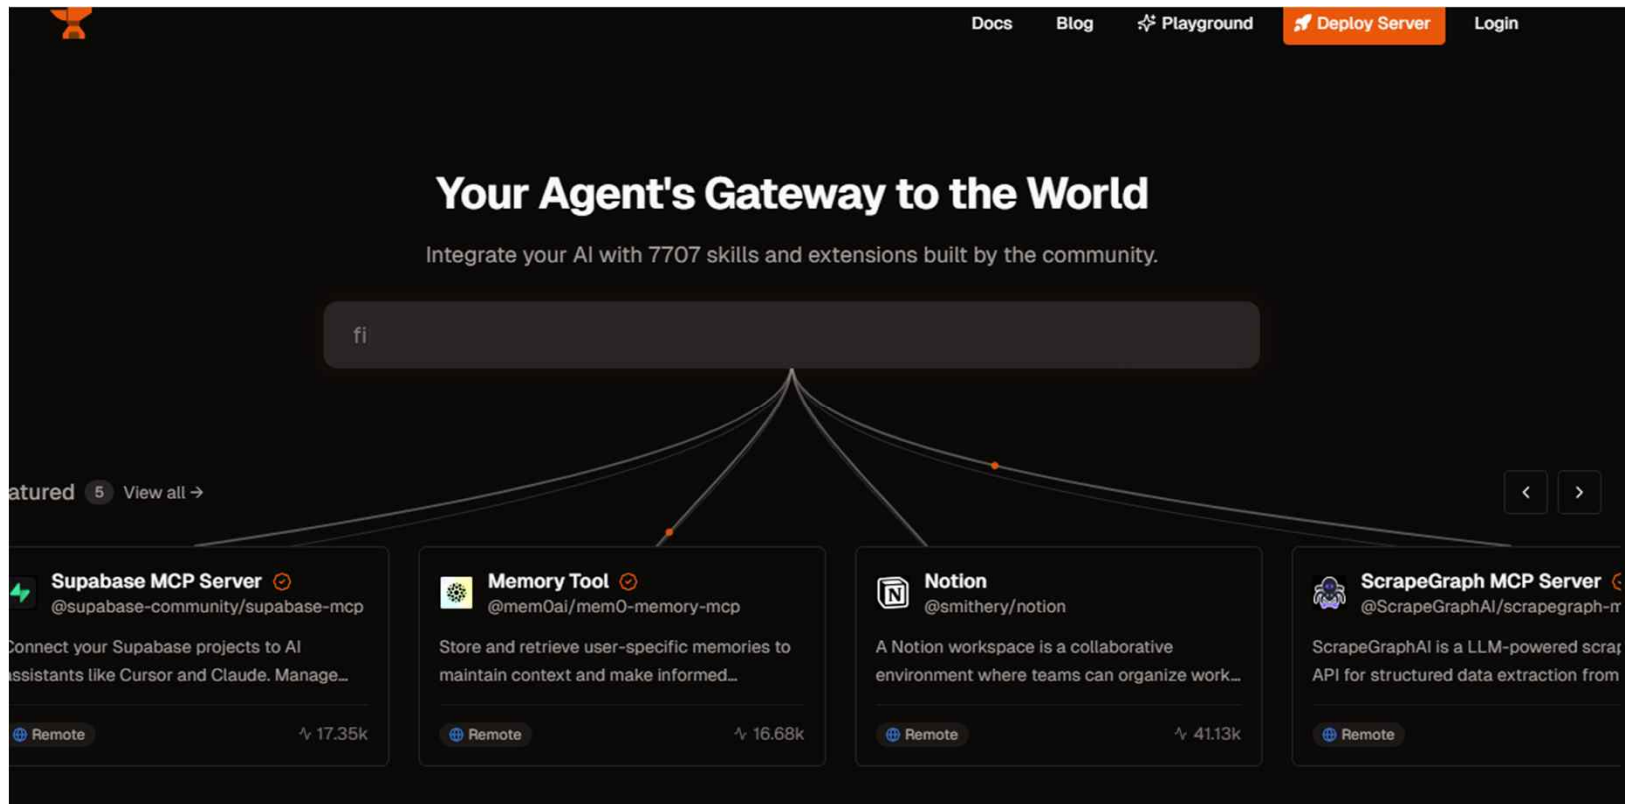 Docs Blog Playground Deploy Server Login
Your Agent's Gateway to the World
Integrate your AI with 7707 skills and extensions built by the community.
fi
atured 5 View all →
Supabase MCP Server
@supabase-community/supabase-mcp
Connect your Supabase projects to AI
assistants like Cursor and Claude. Manage...
Remote 17.35k
Memory Tool
@mem0ai/mem0-memory-mcp
Store and retrieve user-specific memories to
maintain context and make informed...
Remote 16.68k
Notion
@smithery/notion
A Notion workspace is a collaborative
environment where teams can organize work...
Remote 41.13k
ScrapeGraph MCP Server
@ScrapeGraphAI/scrapegraph-m
ScrapeGraphAI is a LLM-powered scrap
API for structured data extraction from
Remote